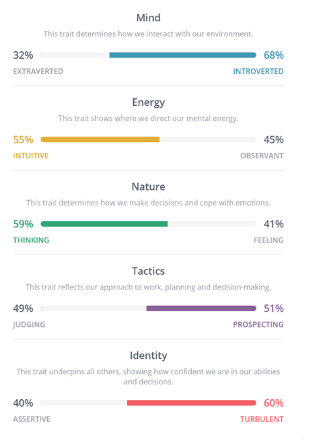 Mind
This trait determines how we interact with our environment.
32% 68%
EXTRAVERTED INTROVERTED
Energy
This trait shows where we direct our mental energy.
55% 45%
INTUITIVE OBSERVANT
Nature
This trait determines how we make decisions and cope with emotions.
59% 41%
THINKING FEELING
Tactics
This trait reflects our approach to work, planning and decision-making.
49% 51%
JUDGING PROSPECTING
Identity
This trait underpins all others, showing how confident we are in our abilities
and decisions.
40% 60%
ASSERTIVE TURBULENT